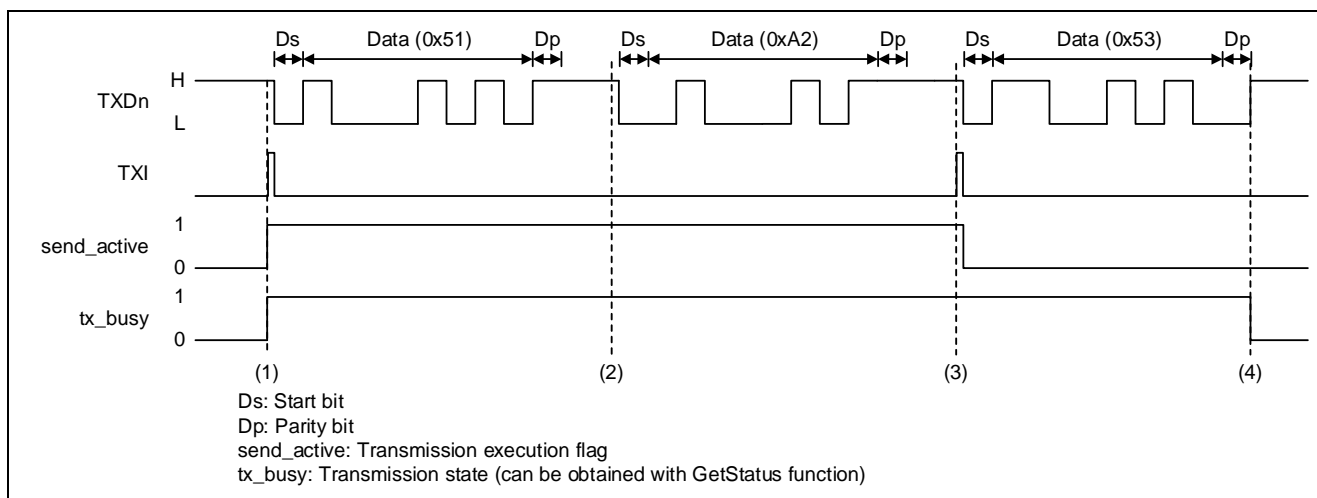 Ds Data (0x51) Dp Ds Data (0xA2) Dp Ds Data (0x53) Dp
H
TXDn
L
TXI
1
send_active
0
1
tx_busy
0
(1) (2) (3) (4)
Ds: Start bit
Dp: Parity bit
send_active: Transmission execution flag
tx_busy: Transmission state (can be obtained with GetStatus function)